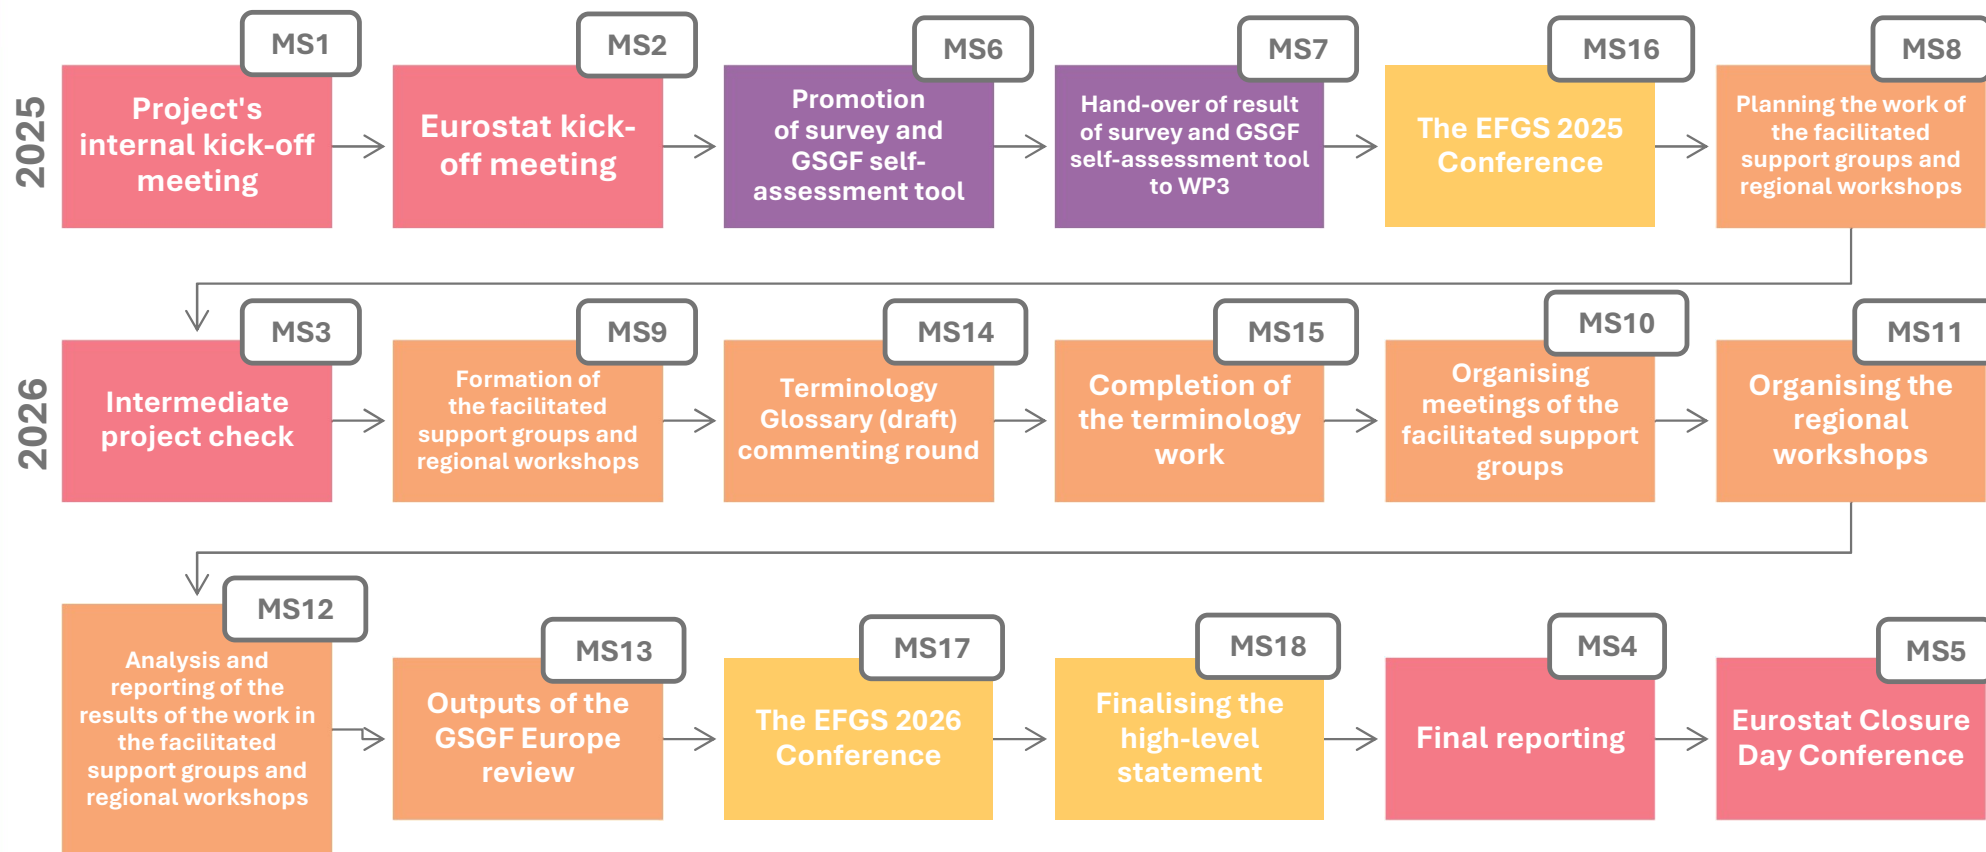 2025
MS1
Project's
internal kick-off
meeting
MS2
Eurostat kick-
off meeting
MS6
Promotion
of survey and
GSGF self-
assessment tool
MS7
Hand-over of result
of survey and GSGF
self-assessment tool
to WP3
MS16
The EFGS 2025
Conference
MS8
Planning the work of
the facilitated
support groups and
regional workshops
2026
MS3
Intermediate
project check
MS9
Formation of
the facilitated
support groups and
regional workshops
MS14
Terminology
Glossary (draft)
commenting round
MS15
Completion of
the terminology
work
MS10
Organising
meetings of the
facilitated support
groups
MS11
Organising the
regional
workshops
MS12
Analysis and
reporting of the
results of the work in
the facilitated
support groups and
regional workshops
MS13
Outputs of the
GSGF Europe
review
MS17
The EFGS 2026
Conference
MS18
Finalising the
high-level
statement
MS4
Final reporting
MS5
Eurostat Closure
Day Conference